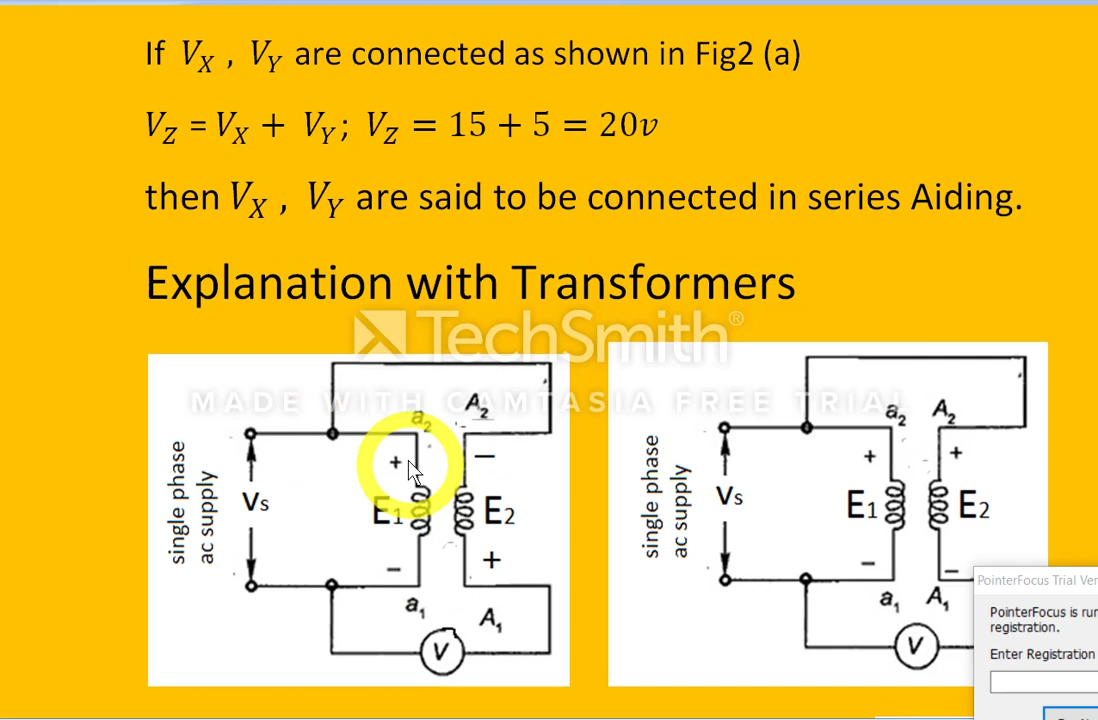 If V_X , V_Y are connected as shown in Fig2 (a)
V_Z = V_X + V_Y; V_Z = 15 + 5 = 20v
then V_X , V_Y are said to be connected in series Aiding.
Explanation with Transformers
TechSmith®
MADE WITH CAMTASIA FREE TRIAL
single phase
ac supply
Vs
a2
A2
+
−
E1
E2
−
+
a1
A1
V
single phase
ac supply
Vs
a2
A2
+
+
E1
E2
−
−
a1
A1
V
PointerFocus Trial Ver
PointerFocus is run
registration.
Enter Registration